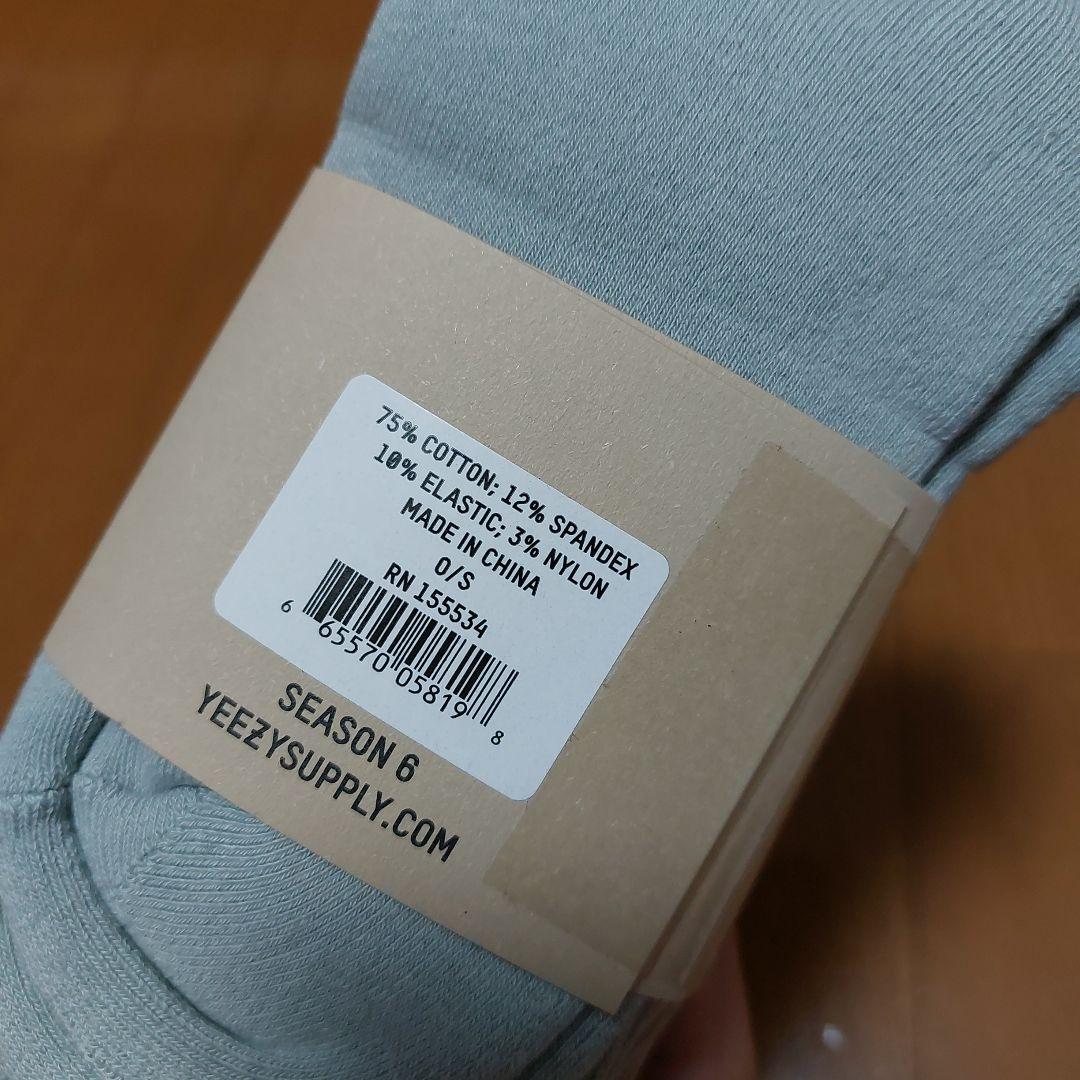 75% COTTON; 12% SPANDEX
10% ELASTIC; 3% NYLON
MADE IN CHINA
O/S
RN 155534
6 65570 05819 8
SEASON 6
YEEZYSUPPLY.COM